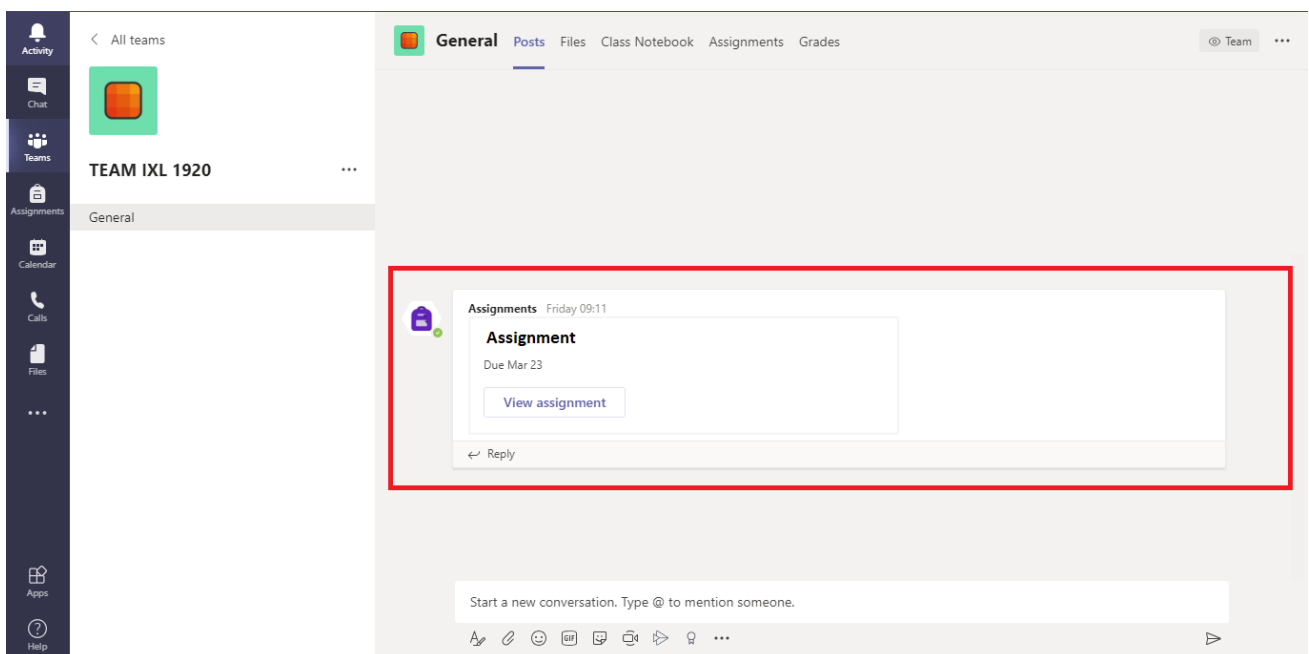 Activity
Chat
Teams
Assignments
Calendar
Calls
Files
Apps
Help
All teams
TEAM IXL 1920
General
General Posts Files Class Notebook Assignments Grades
Team
Assignments Friday 09:11
Assignment
Due Mar 23
View assignment
Reply
Start a new conversation. Type @ to mention someone.
GIF